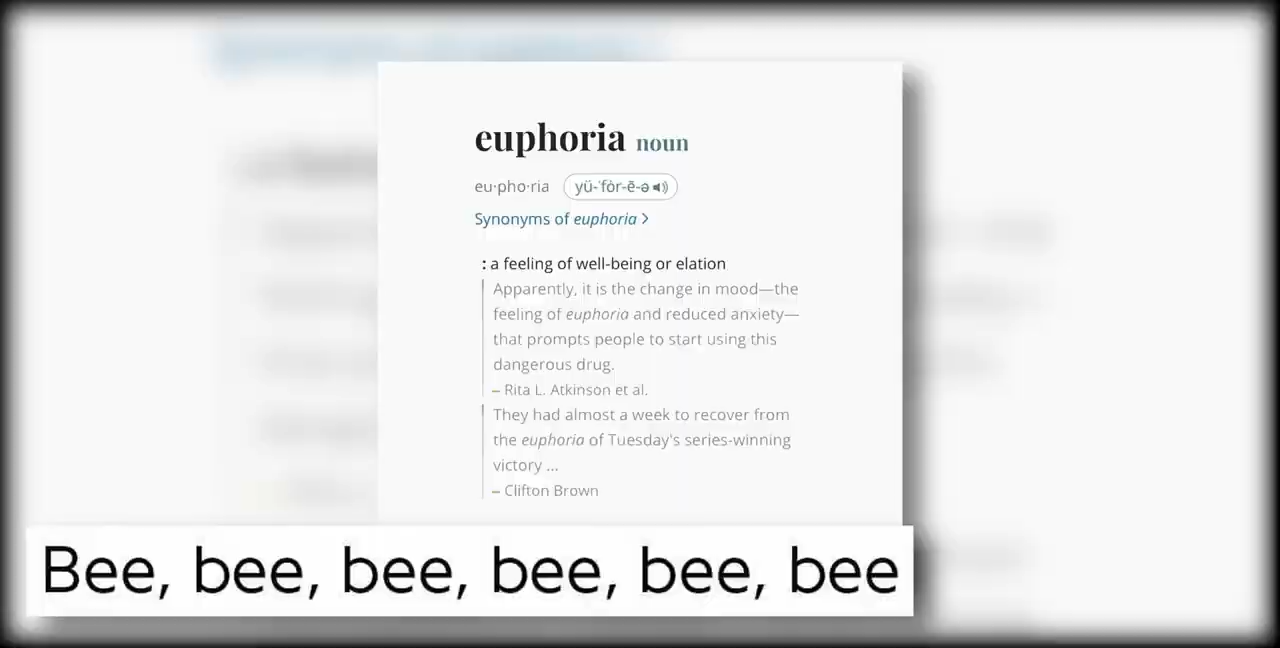 euphoria noun
eu·pho·ria yü-ˈfȯr-ē-ə
Synonyms of euphoria >
: a feeling of well-being or elation
Apparently, it is the change in mood—the
feeling of euphoria and reduced anxiety—
that prompts people to start using this
dangerous drug.
– Rita L. Atkinson et al.
They had almost a week to recover from
the euphoria of Tuesday's series-winning
victory ...
– Clifton Brown
Bee, bee, bee, bee, bee, bee